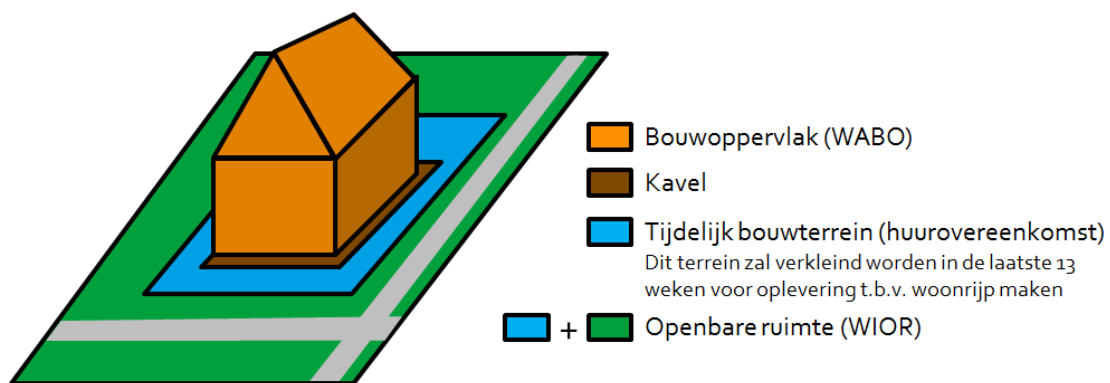 Bouwoppervlak (WABO)
Kavel
Tijdelijk bouwterrein (huurovereenkomst)
Dit terrein zal verkleind worden in de laatste 13
weken voor oplevering t.b.v. woonrijp maken
+ Openbare ruimte (WIOR)